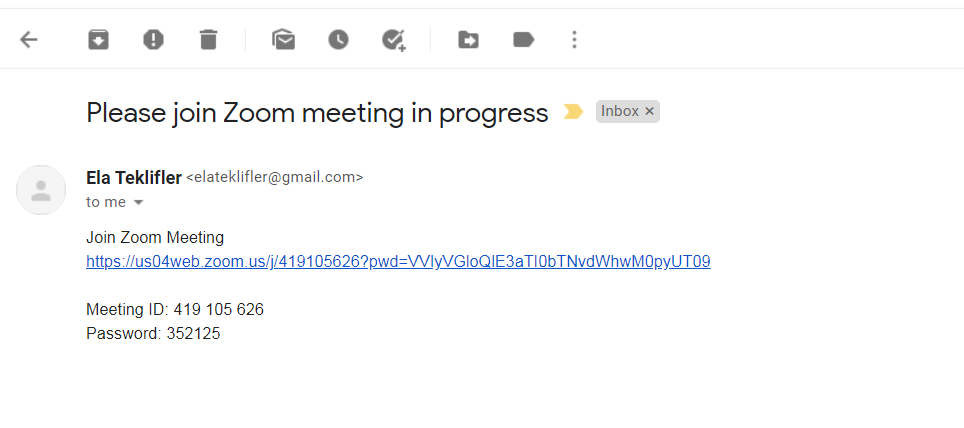 Please join Zoom meeting in progress
Inbox ×
Ela Teklifler <elateklifler@gmail.com>
to me
Join Zoom Meeting
https://us04web.zoom.us/j/419105626?pwd=VVlyVGloQlE3aTl0bTNvdWhwM0pyUT09
Meeting ID: 419 105 626
Password: 352125